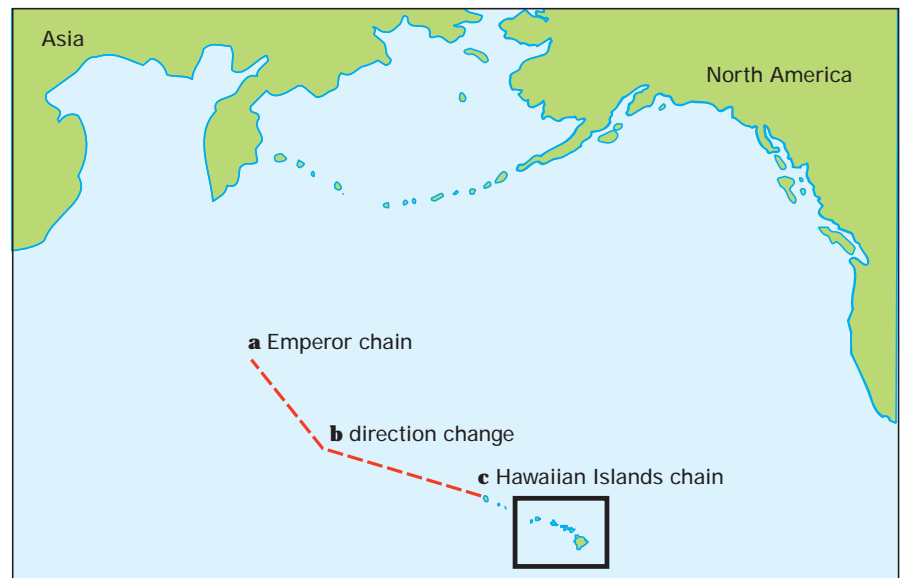 Asia
North America
a Emperor chain
b direction change
c Hawaiian Islands chain